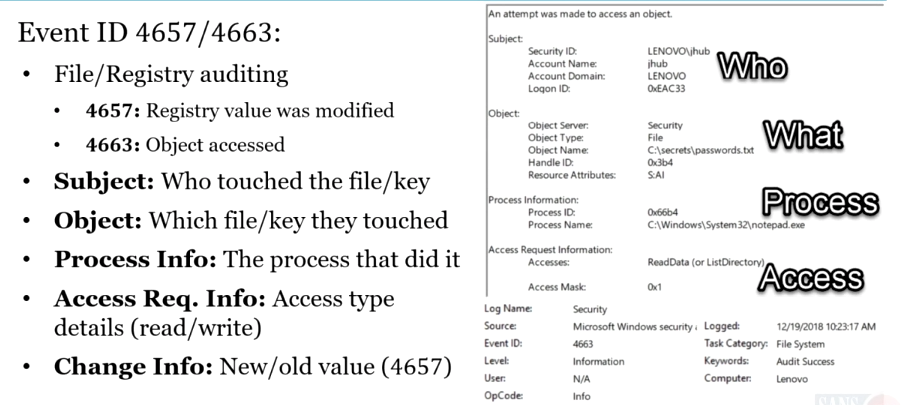 Event ID 4657/4663:
• File/Registry auditing
• 4657: Registry value was modified
• 4663: Object accessed
• Subject: Who touched the file/key
• Object: Which file/key they touched
• Process Info: The process that did it
• Access Req. Info: Access type
details (read/write)
• Change Info: New/old value (4657)
An attempt was made to access an object.
Subject:
Security ID: LENOVO\jhub
Account Name: jhub
Account Domain: LENOVO
Logon ID: 0xEAC33
Who
Object:
Object Server: Security
Object Type: File
Object Name: C:\secrets\passwords.txt
Handle ID: 0x3b4
Resource Attributes: S:AI
What
Process Information:
Process ID: 0x66b4
Process Name: C:\Windows\System32\notepad.exe
Process
Access Request Information:
Accesses: ReadData (or ListDirectory)
Access Mask: 0x1
Access
Log Name: Security
Source: Microsoft Windows security Logged: 12/19/2018 10:23:17 AM
Event ID: 4663 Task Category: File System
Level: Information Keywords: Audit Success
User: N/A Computer: Lenovo
OpCode: Info
SANS